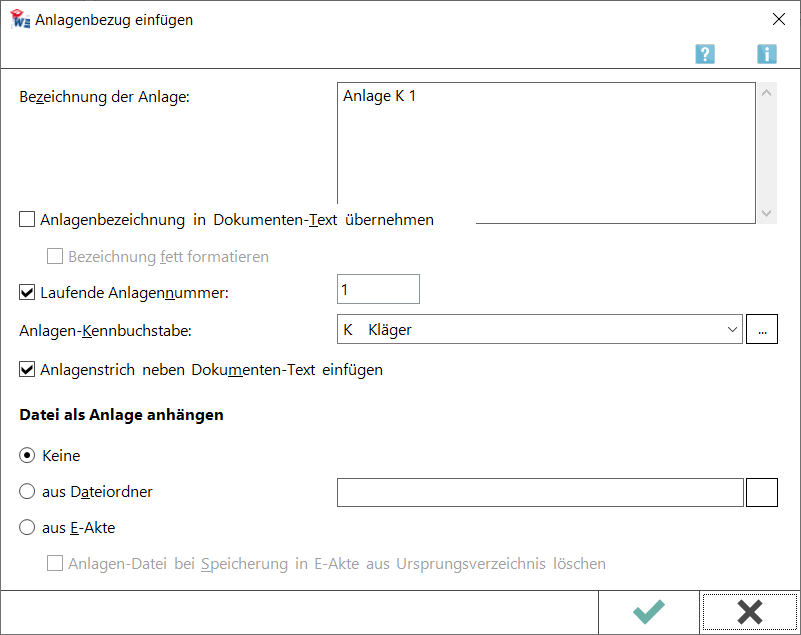 Anlagenbezug einfügen
?
i
Bezeichnung der Anlage:
Anlage K 1
Anlagenbezeichnung in Dokumenten-Text übernehmen
Bezeichnung fett formatieren
Laufende Anlagennummer:
1
Anlagen-Kennbuchstabe:
K Kläger
...
Anlagenstrich neben Dokumenten-Text einfügen
Datei als Anlage anhängen
Keine
aus Dateiordner
aus E-Akte
Anlagen-Datei bei Speicherung in E-Akte aus Ursprungsverzeichnis löschen